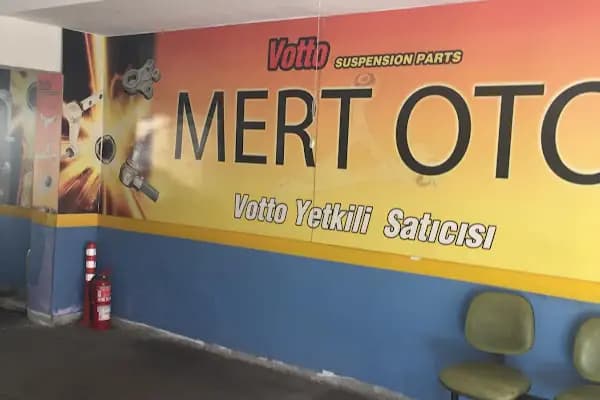 Votto SUSPENSION PARTS
MERT OTO
Votto Yetkili Satıcısı